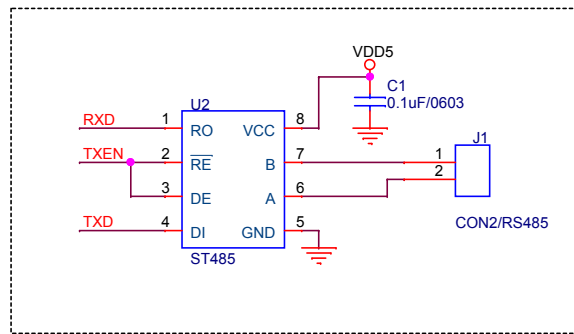 VDD5
U2
C1
0.1uF/0603
RXD 1 RO VCC 8
J1
TXEN 2 RE B 7 1
2
3 DE A 6
TXD 4 DI GND 5
CON2/RS485
ST485